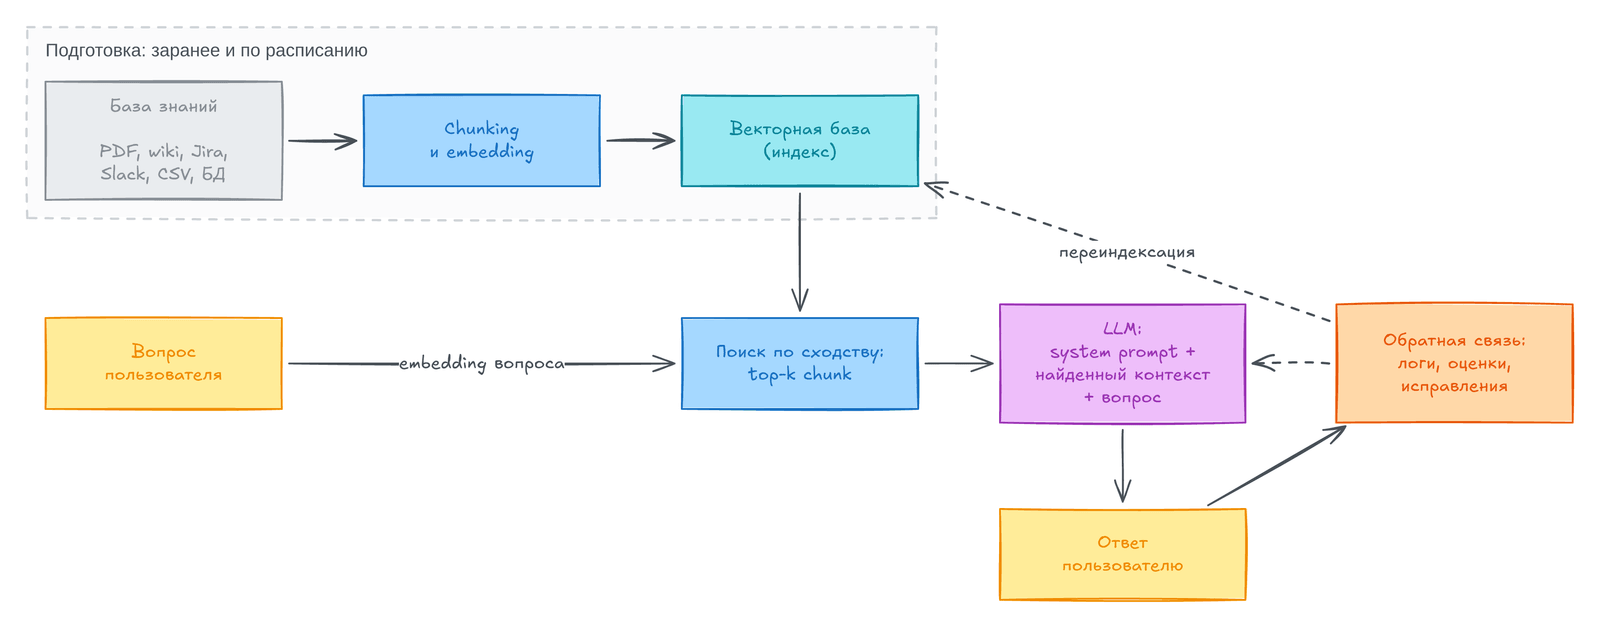 Подготовка: заранее и по расписанию
База знаний
PDF, wiki, Jira,
Slack, CSV, БД
Chunking
и embedding
Векторная база
(индекс)
переиндексация
Вопрос
пользователя
embedding вопроса
Поиск по сходству:
top-k chunk
LLM:
system prompt +
найденный контекст
+ вопрос
Обратная связь:
логи, оценки,
исправления
Ответ
пользователю